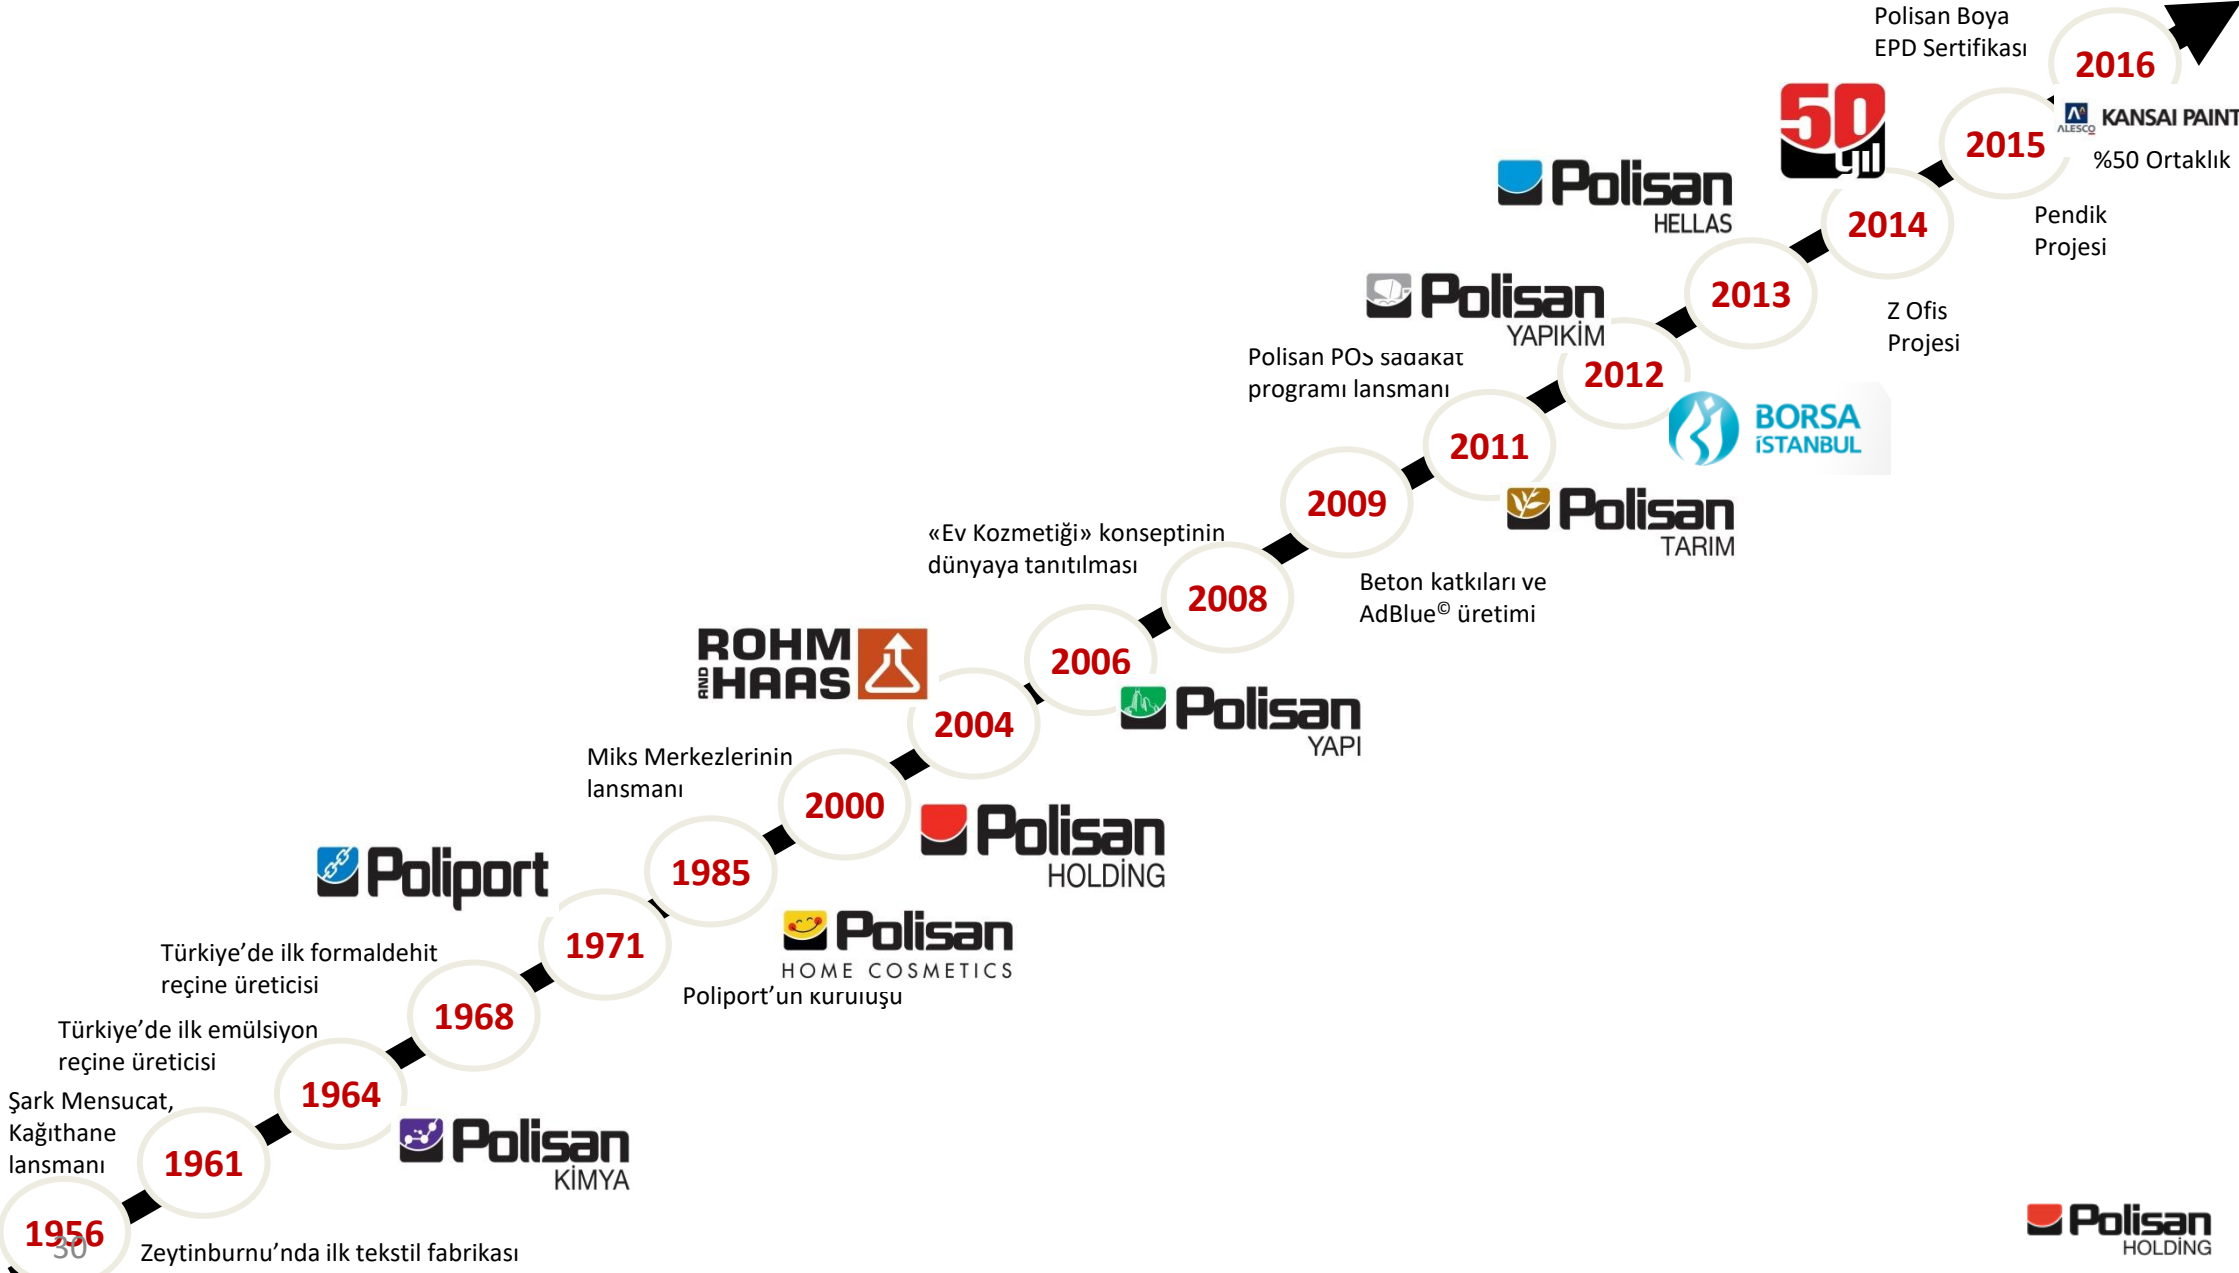 Polisan Boya
EPD Sertifikası
2016
50
yıl
ALESCO
KANSAI PAINT
%50 Ortaklık
2015
Pendik
Projesi
Polisan
HELLAS
2014
Z Ofis
Projesi
2013
Polisan
YAPIKİM
2012
BORSA
İSTANBUL
Polisan POS sadakat
programı lansmanı
2011
Polisan
TARIM
2009
Beton katkıları ve
AdBlue© üretimi
«Ev Kozmetiği» konseptinin
dünyaya tanıtılması
2008
2006
Polisan
YAPI
ROHM
AND HAAS
2004
Miks Merkezlerinin
lansmanı
2000
Polisan
HOLDİNG
1985
Polisan
HOME COSMETICS
Poliport
1971
Poliport’un kuruluşu
Türkiye’de ilk formaldehit
reçine üreticisi
1968
Türkiye’de ilk emülsiyon
reçine üreticisi
1964
Polisan
KİMYA
Şark Mensucat,
Kağıthane
lansmanı
1961
1956
30
Zeytinburnu’nda ilk tekstil fabrikası
Polisan
HOLDİNG